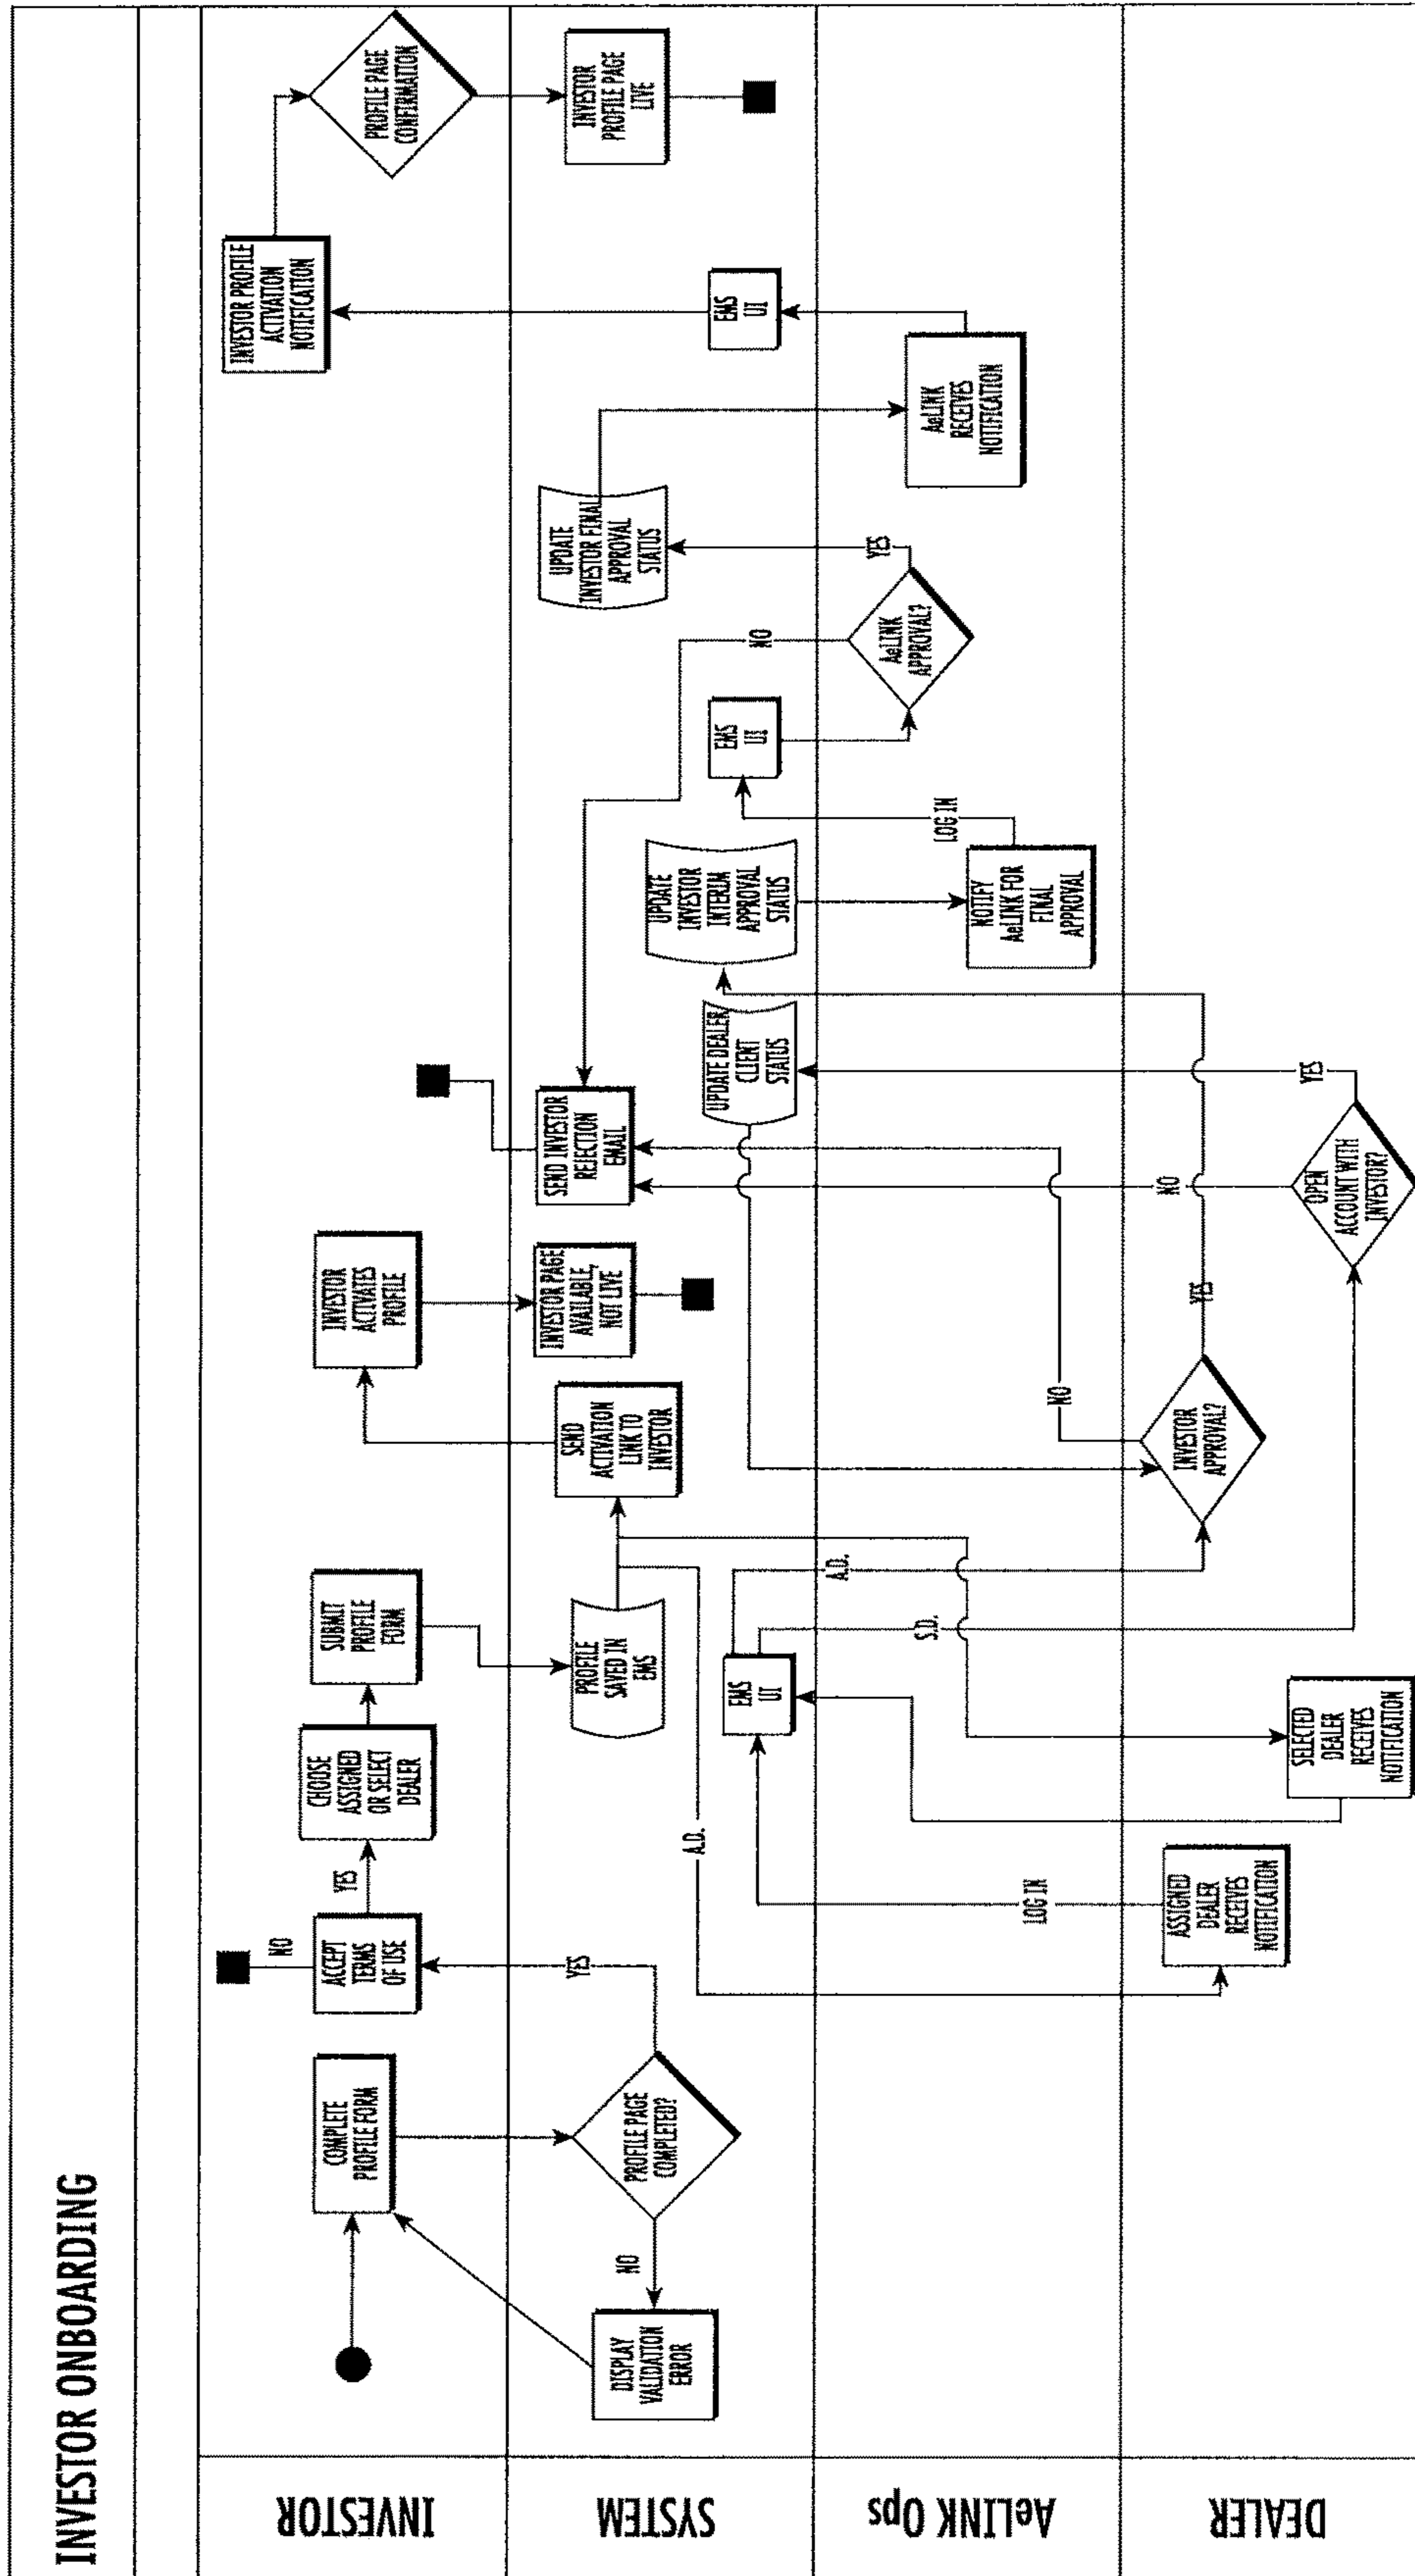 INVESTOR ONBOARDING
INVESTOR
COMPLETE
PROFILE FORM
NO
ACCEPT
TERMS
OF USE
YES
CHOOSE
ASSIGNED
OR SELECT
DEALER
SUBMIT
PROFILE
FORM
INVESTOR
ACTIVATES
PROFILE
INVESTOR PROFILE
ACTIVATION
NOTIFICATION
PROFILE PAGE
CONFIRMATION
SYSTEM
DISPLAY
VALIDATION
ERROR
NO
PROFILE PAGE
COMPLETED?
YES
PROFILE
SAVED IN
EMS
A.D.
EMS
UI
SEND
ACTIVATION
LINK TO
INVESTOR
INVESTOR PAGE
AVAILABLE,
NOT LIVE
SEND INVESTOR
REJECTION
EMAIL
UPDATE DEALER
CLIENT
STATUS
UPDATE
INVESTOR
INTERIM
APPROVAL
STATUS
EMS
UI
NO
UPDATE
INVESTOR FINAL
APPROVAL
STATUS
EMS
UI
INVESTOR
PROFILE PAGE
LIVE
AeLINK Ops
LOG IN
S.D.
A.D.
NO
NOTIFY
AeLINK FOR
FINAL
APPROVAL
LOG IN
AeLINK
APPROVAL?
YES
AeLINK
RECEIVES
NOTIFICATION
DEALER
ASSIGNED
DEALER
RECEIVES
NOTIFICATION
SELECTED
DEALER
RECEIVES
NOTIFICATION
INVESTOR
APPROVAL?
YES
NO
OPEN
ACCOUNT WITH
INVESTOR?
YES